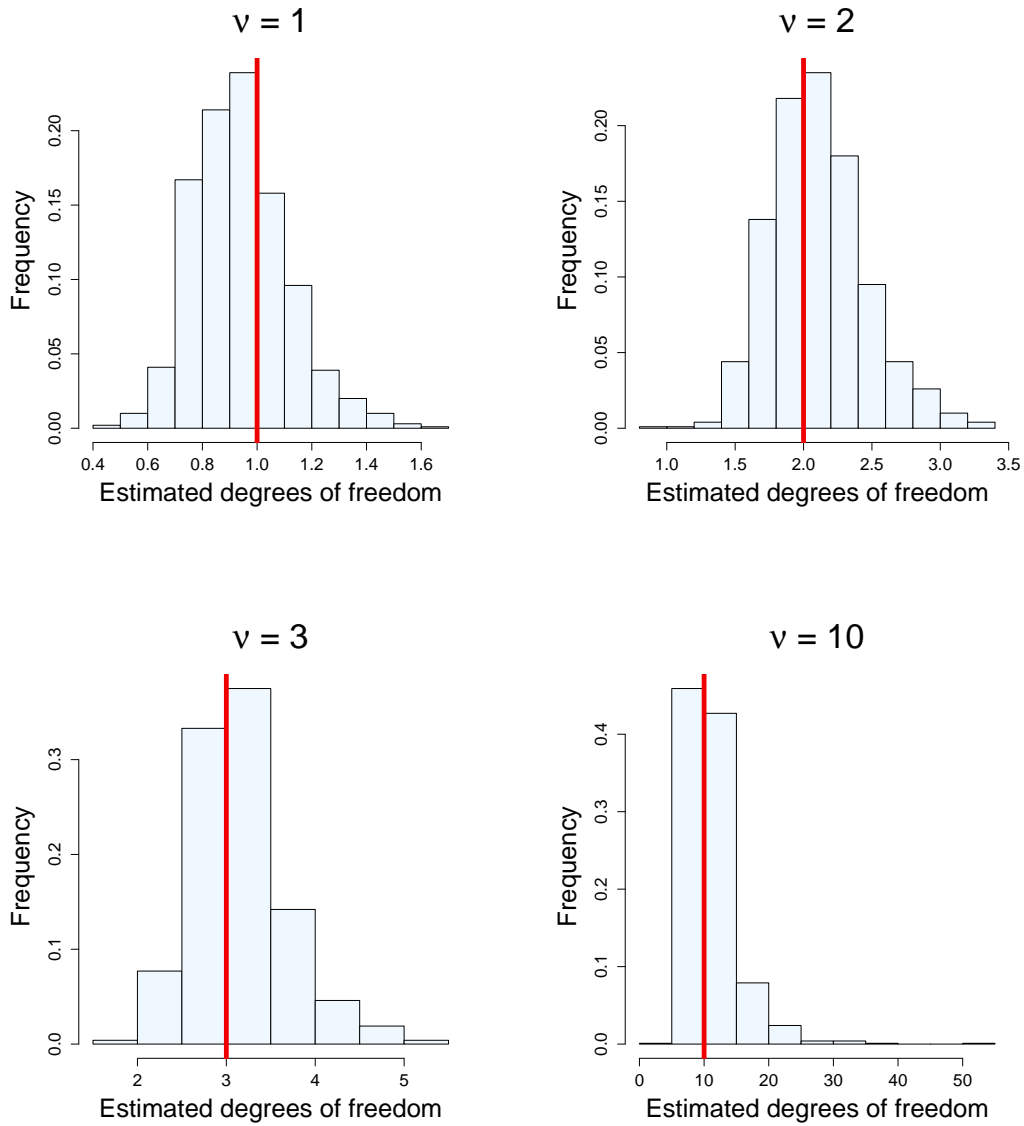 ν = 1
Frequency
0.00 0.05 0.10 0.15 0.20
0.4 0.6 0.8 1.0 1.2 1.4 1.6
Estimated degrees of freedom
ν = 2
Frequency
0.00 0.05 0.10 0.15 0.20
1.0 1.5 2.0 2.5 3.0 3.5
Estimated degrees of freedom
ν = 3
Frequency
0.0 0.1 0.2 0.3
2 3 4 5
Estimated degrees of freedom
ν = 10
Frequency
0.0 0.1 0.2 0.3 0.4
0 10 20 30 40 50
Estimated degrees of freedom